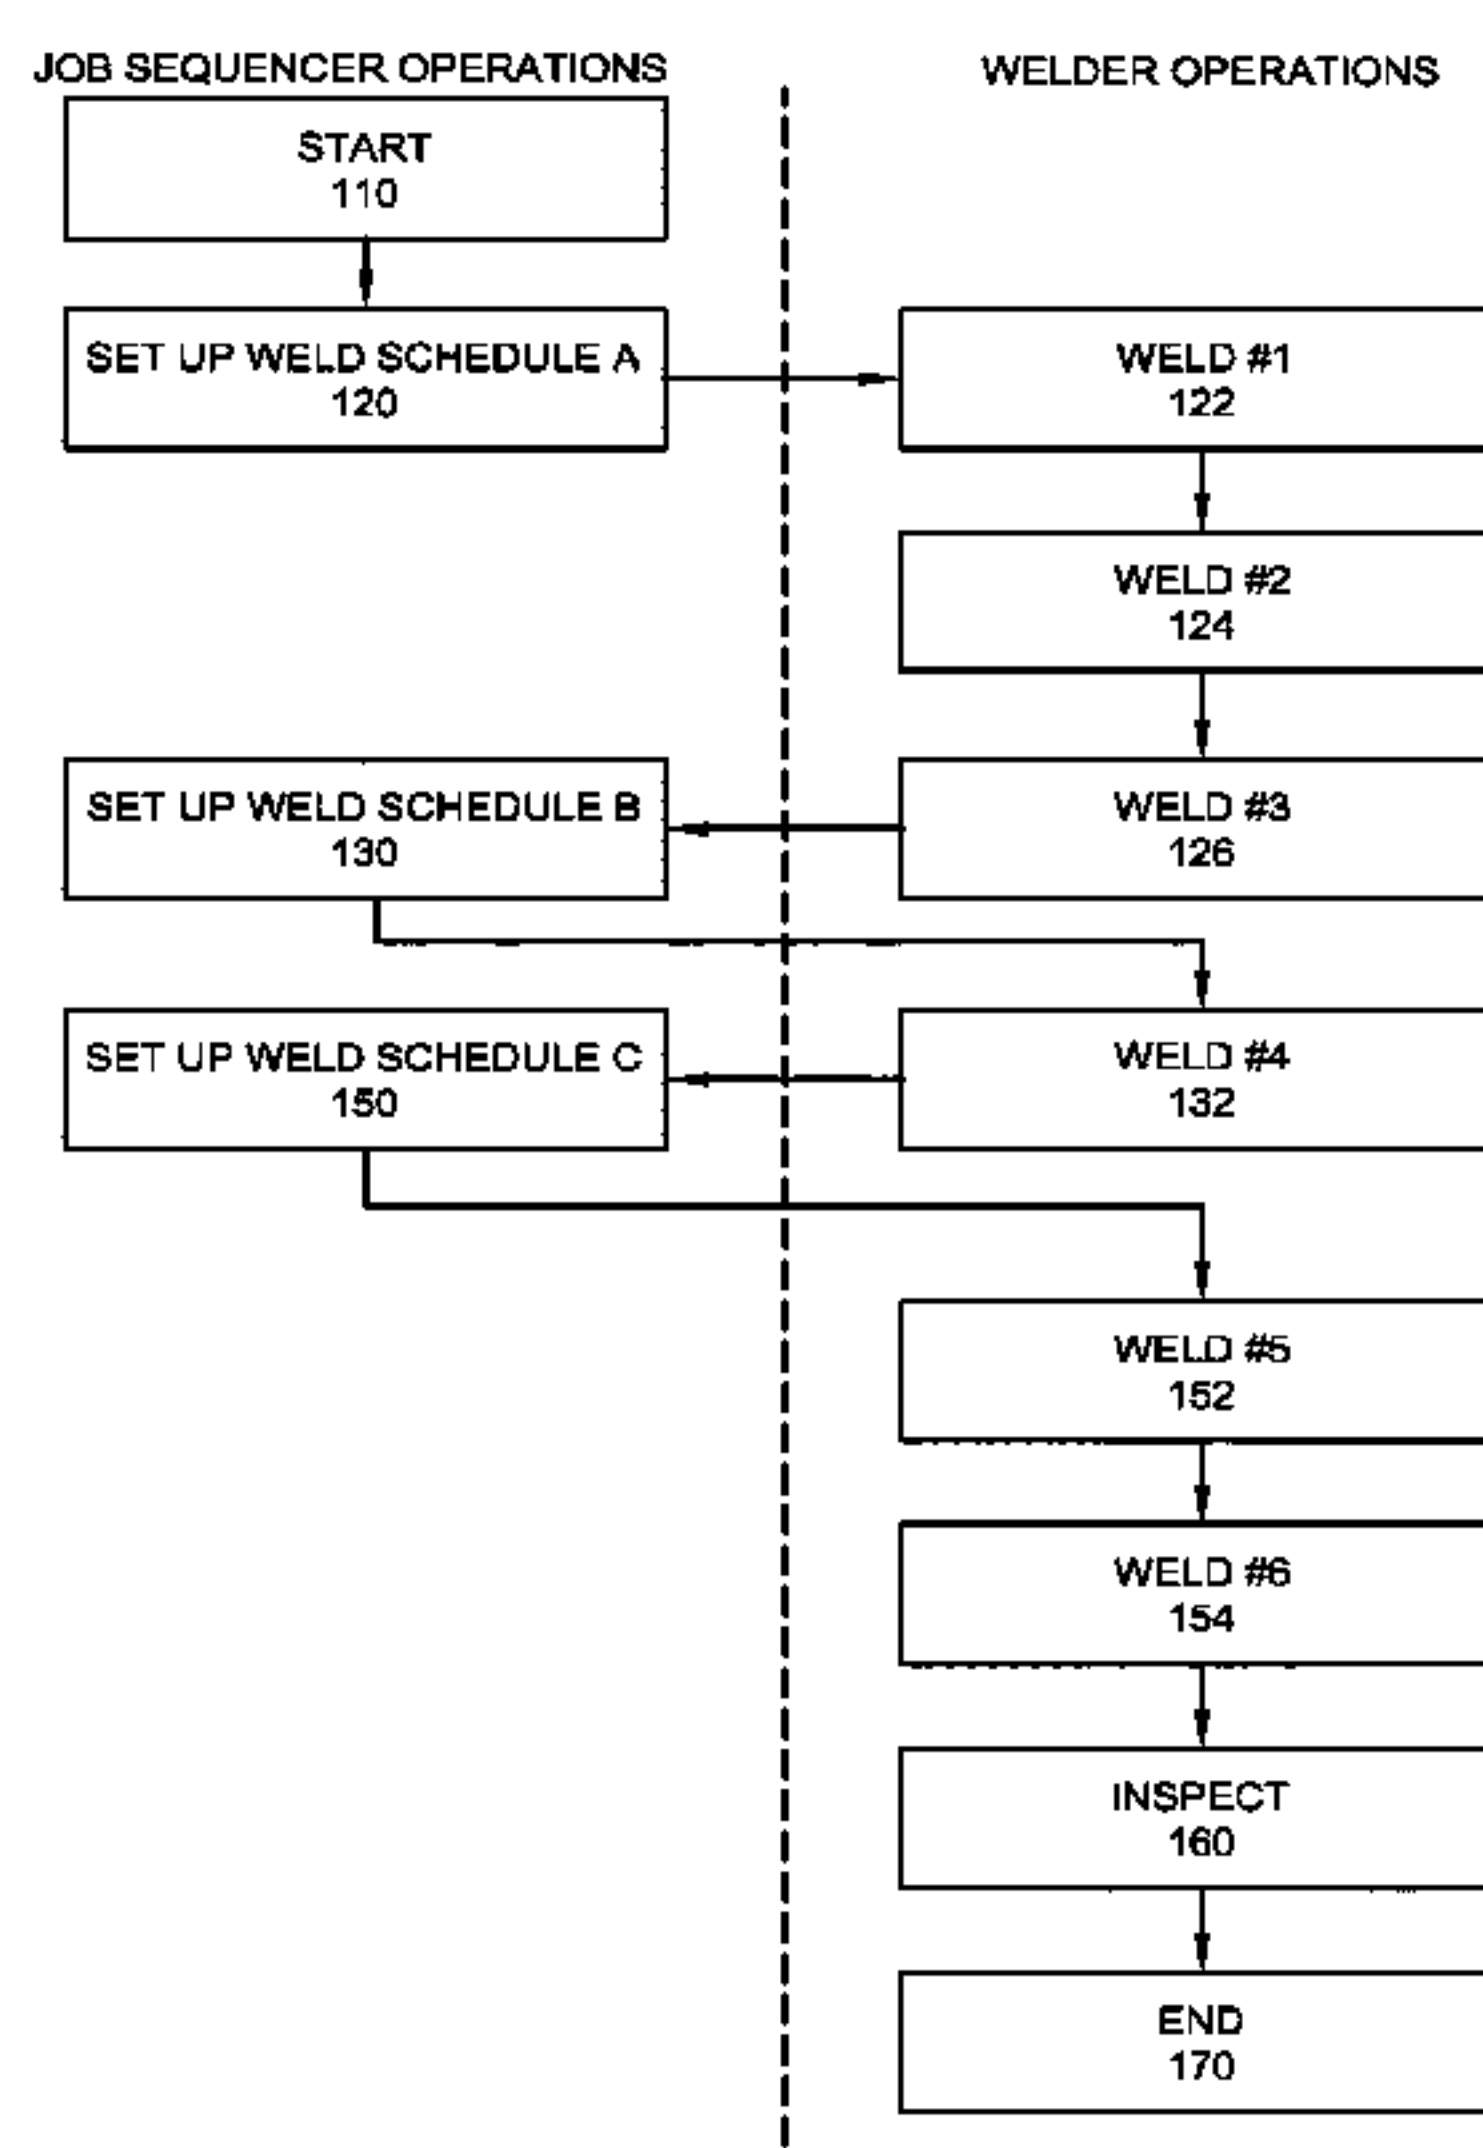 JOB SEQUENCER OPERATIONS
WELDER OPERATIONS
START
110
SET UP WELD SCHEDULE A
120
WELD #1
122
WELD #2
124
SET UP WELD SCHEDULE B
130
WELD #3
126
SET UP WELD SCHEDULE C
150
WELD #4
132
WELD #5
152
WELD #6
154
INSPECT
160
END
170